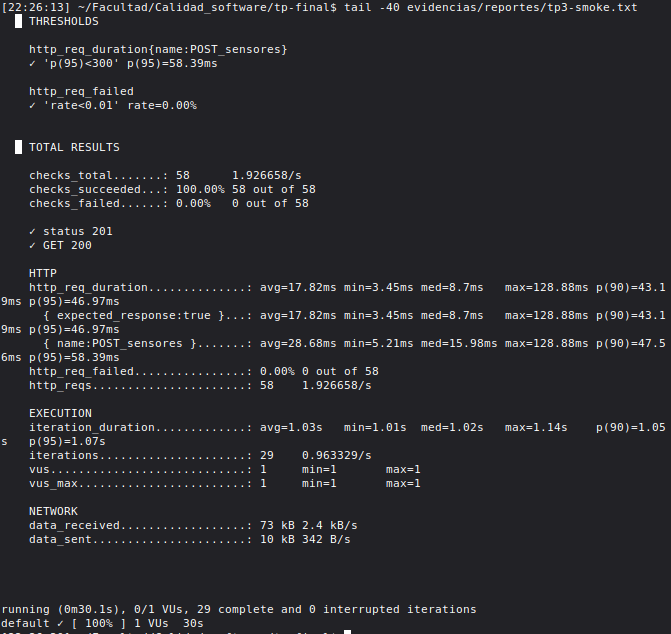 [22:26:13] ~/Facultad/Calidad_software/tp-final$ tail -40 evidencias/reportes/tp3-smoke.txt
█ THRESHOLDS
http_req_duration{name:POST_sensores}
✓ 'p(95)<300' p(95)=58.39ms
http_req_failed
✓ 'rate<0.01' rate=0.00%
█ TOTAL RESULTS
checks_total.......: 58      1.926658/s
checks_succeeded...: 100.00% 58 out of 58
checks_failed......: 0.00%   0 out of 58
✓ status 201
✓ GET 200
HTTP
http_req_duration..............: avg=17.82ms min=3.45ms med=8.7ms   max=128.88ms p(90)=43.1
9ms p(95)=46.97ms
{ expected_response:true }...: avg=17.82ms min=3.45ms med=8.7ms   max=128.88ms p(90)=43.1
9ms p(95)=46.97ms
{ name:POST_sensores }.......: avg=28.68ms min=5.21ms med=15.98ms max=128.88ms p(90)=47.5
6ms p(95)=58.39ms
http_req_failed................: 0.00% 0 out of 58
http_reqs......................: 58    1.926658/s
EXECUTION
iteration_duration.............: avg=1.03s   min=1.01s  med=1.02s   max=1.14s    p(90)=1.05
s   p(95)=1.07s
iterations.....................: 29    0.963329/s
vus............................: 1     min=1       max=1
vus_max........................: 1     min=1       max=1
NETWORK
data_received..................: 73 kB 2.4 kB/s
data_sent......................: 10 kB 342 B/s
running (0m30.1s), 0/1 VUs, 29 complete and 0 interrupted iterations
default ✓ [ 100% ] 1 VUs  30s